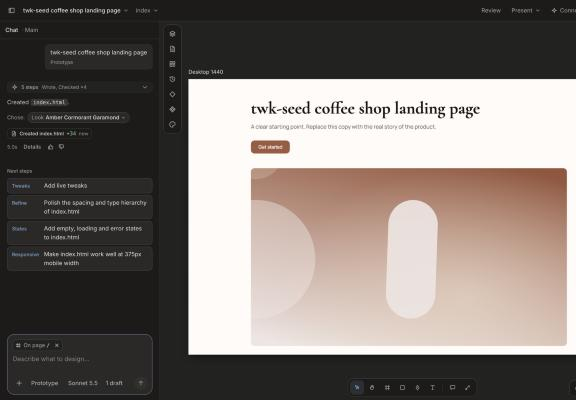 twk-seed coffee shop landing page
index
Review
Present
Chat
Main
twk-seed coffee shop landing page
Prototype
5 steps Wrote, Checked ×4
Created index.html
Chose: Look Amber Cormorant Garamond
Created index.html +34 new
5.0s Details
Next steps
Tweaks Add live tweaks
Refine Polish the spacing and type hierarchy
of index.html
States Add empty, loading and error states
to index.html
Responsive Make index.html work well at 375px
mobile width
On page /
Describe what to design...
Prototype
Sonnet 5.5
1 draft
Desktop 1440
twk-seed coffee shop landing page
A clear starting point. Replace this copy with the real story of the product.
Get started